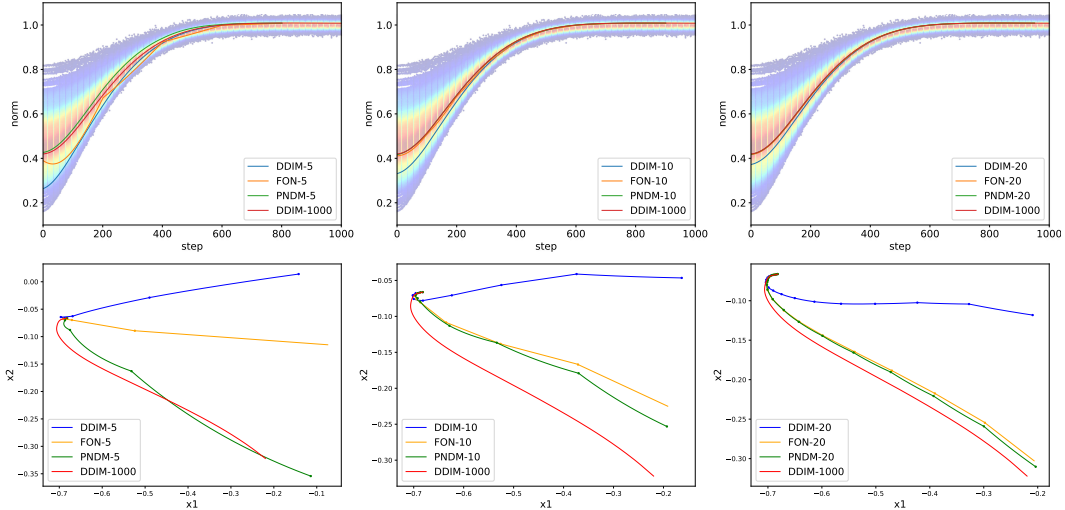 1.0
0.8
0.6
0.4
0.2
norm
0
200
400
600
800
1000
step
DDIM-5
FON-5
PNDM-5
DDIM-1000
1.0
0.8
0.6
0.4
0.2
norm
0
200
400
600
800
1000
step
DDIM-10
FON-10
PNDM-10
DDIM-1000
1.0
0.8
0.6
0.4
0.2
norm
0
200
400
600
800
1000
step
DDIM-20
FON-20
PNDM-20
DDIM-1000
0.00
−0.05
−0.10
−0.15
−0.20
−0.25
−0.30
−0.35
x2
−0.7
−0.6
−0.5
−0.4
−0.3
−0.2
−0.1
x1
DDIM-5
FON-5
PNDM-5
DDIM-1000
−0.05
−0.10
−0.15
−0.20
−0.25
−0.30
x2
−0.7
−0.6
−0.5
−0.4
−0.3
−0.2
x1
DDIM-10
FON-10
PNDM-10
DDIM-1000
−0.10
−0.15
−0.20
−0.25
−0.30
x2
−0.7
−0.6
−0.5
−0.4
−0.3
−0.2
x1
DDIM-20
FON-20
PNDM-20
DDIM-1000